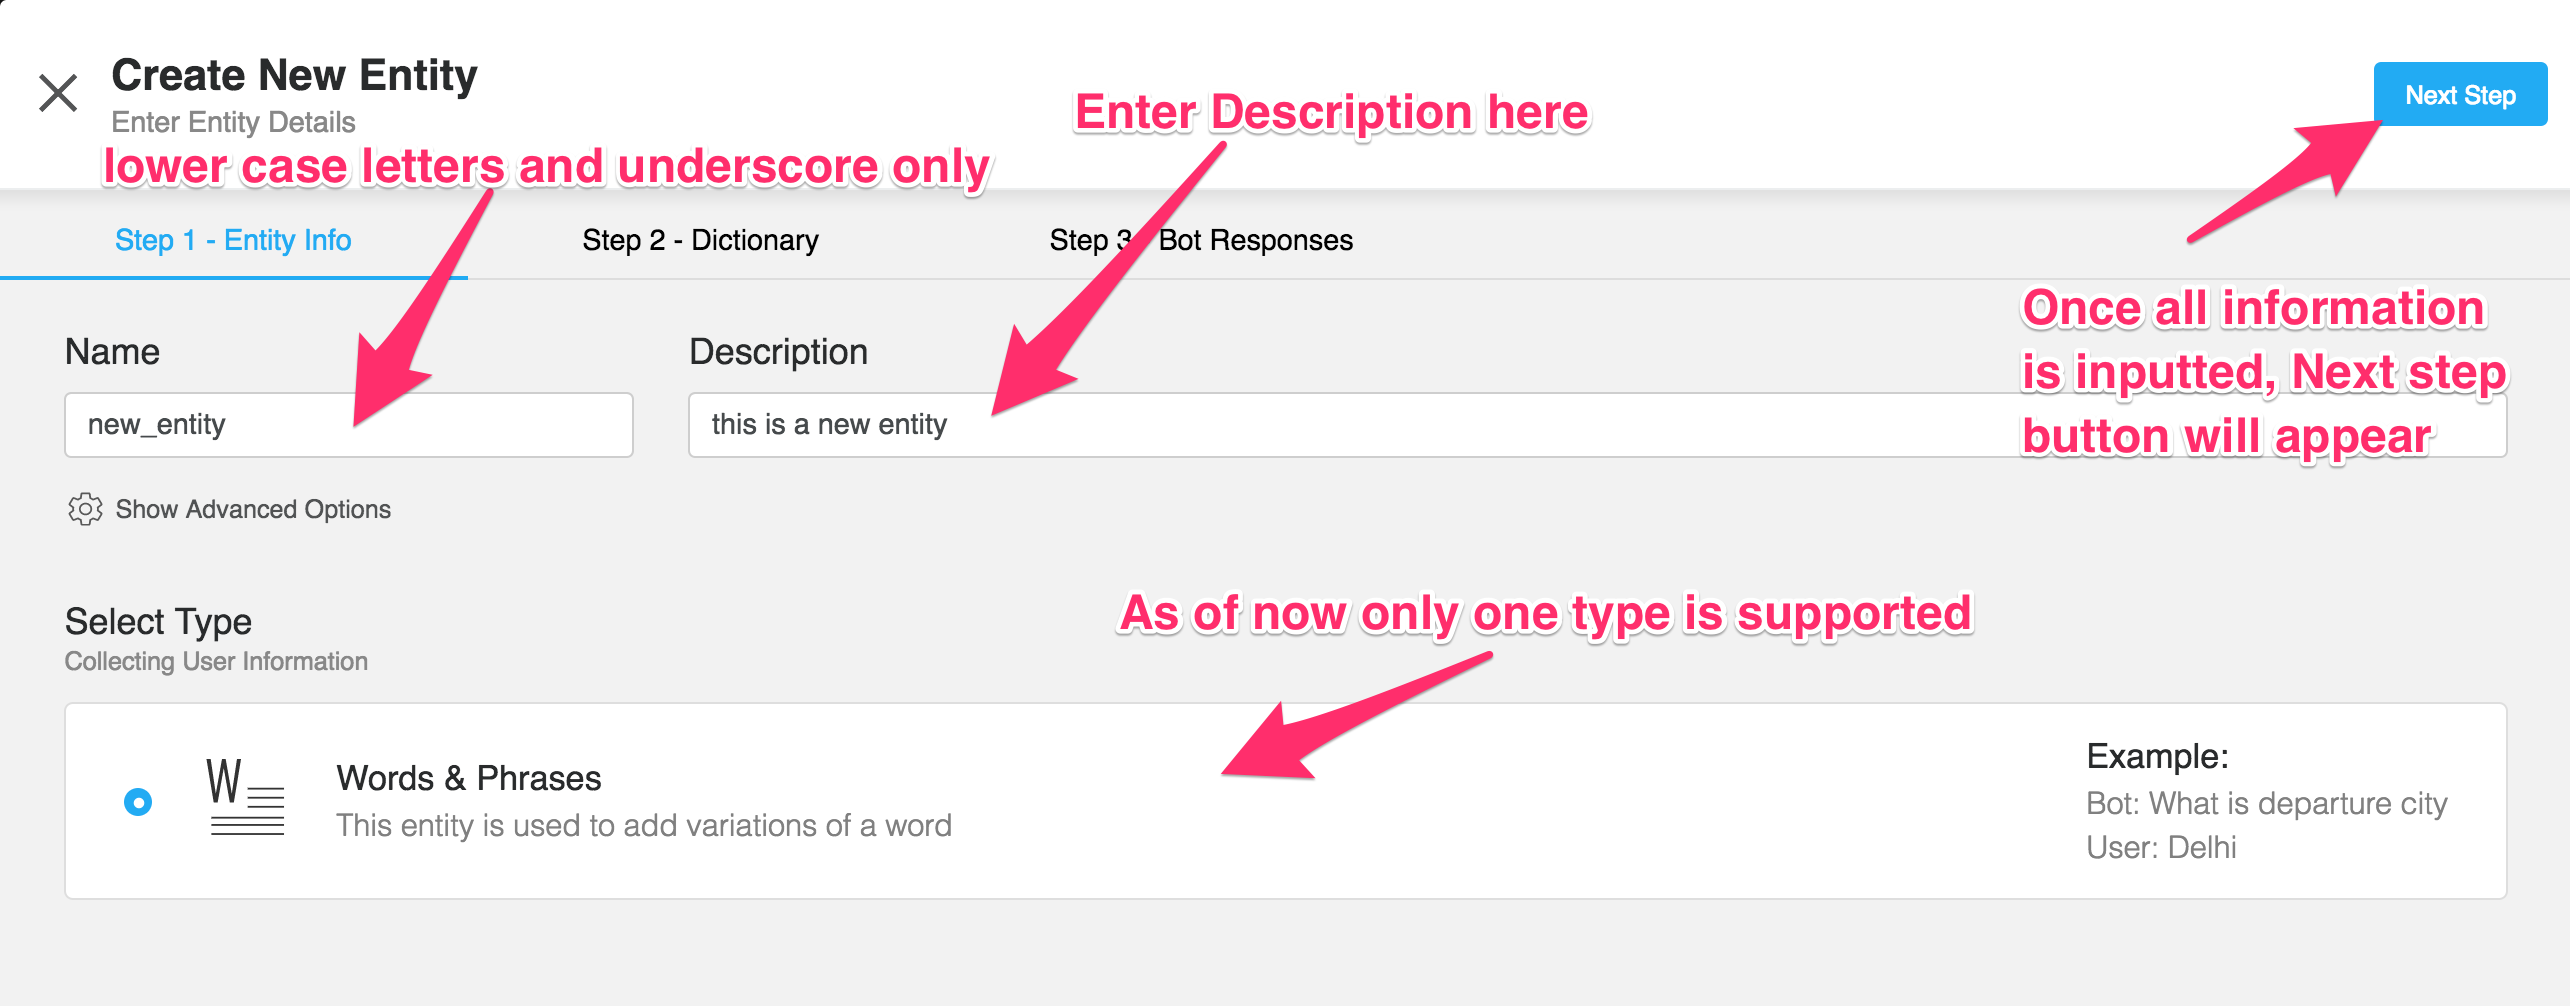 Create New Entity
Enter Entity Details
Next Step
Enter Description here
lower case letters and underscore only
Step 1 - Entity Info
Step 2 - Dictionary
Step 3 Bot Responses
Once all information
is inputted, Next step
button will appear
Name
Description
new_entity
this is a new entity
Show Advanced Options
As of now only one type is supported
Select Type
Collecting User Information
W
Words & Phrases
This entity is used to add variations of a word
Example:
Bot: What is departure city
User: Delhi